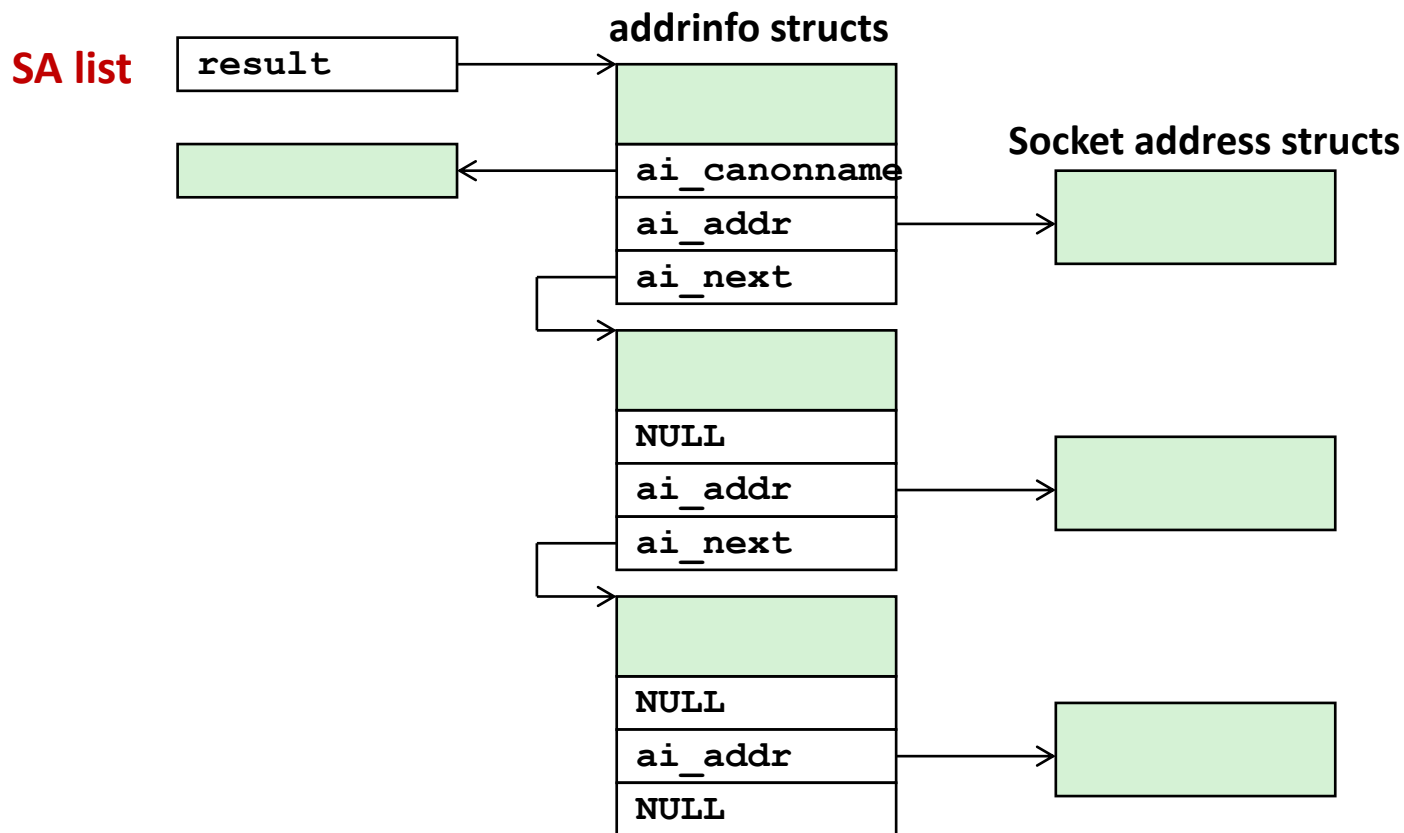 addrinfo structs
SA list
result
Socket address structs
ai_canonname
ai_addr
ai_next
NULL
ai_addr
ai_next
NULL
ai_addr
NULL